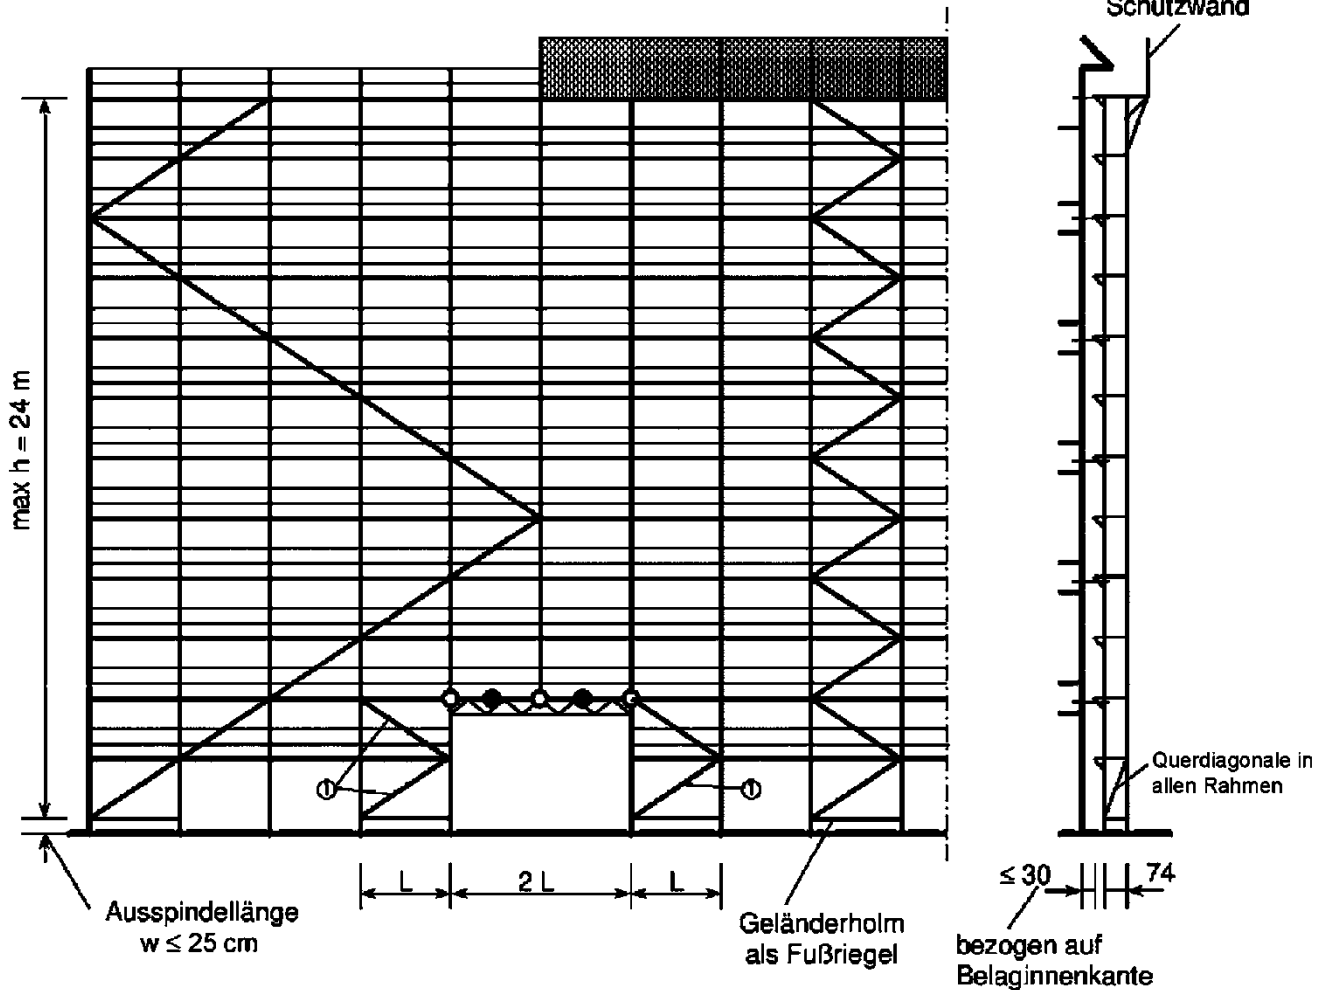 Schutzwand
max h = 24 m
1
1
Querdiagonale in
allen Rahmen
L
2 L
L
≤ 30
74
Ausspindellänge
w ≤ 25 cm
Geländerholm
als Fußriegel
bezogen auf
Belaginnenkante